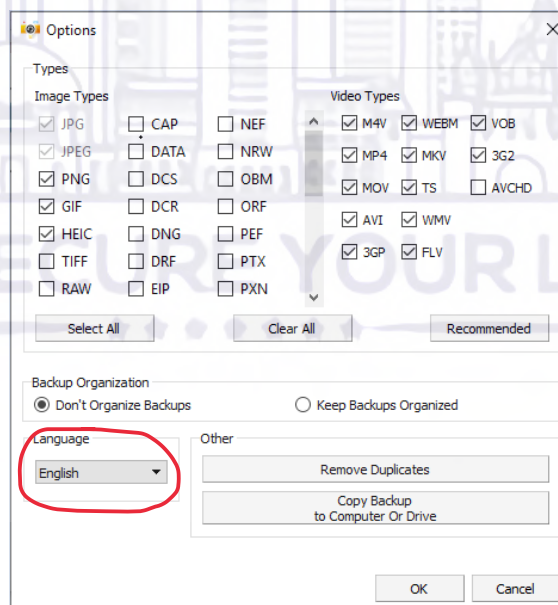 Options
Types
Image Types
Video Types
JPG CAP NEF M4V WEBM VOB
JPEG DATA NRW MP4 MKV 3G2
PNG DCS OBM MOV TS AVCHD
GIF DCR ORF AVI WMV
HEIC DNG PEF 3GP FLV
TIFF DRF PTX
RAW EIP PXN
Select All Clear All Recommended
ECURE YOUR L
Backup Organization
Don't Organize Backups Keep Backups Organized
Language
English
Other
Remove Duplicates
Copy Backup
to Computer Or Drive
OK Cancel